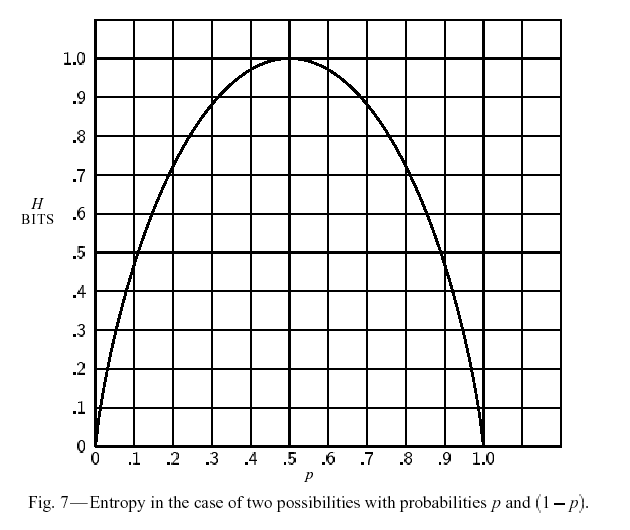 1.0
.9
.8
.7
H
.6
BITS
.5
.4
.3
.2
.1
0
0 .1 .2 .3 .4 .5 .6 .7 .8 .9 1.0
p
Fig. 7—Entropy in the case of two possibilities with probabilities p and (1 − p).